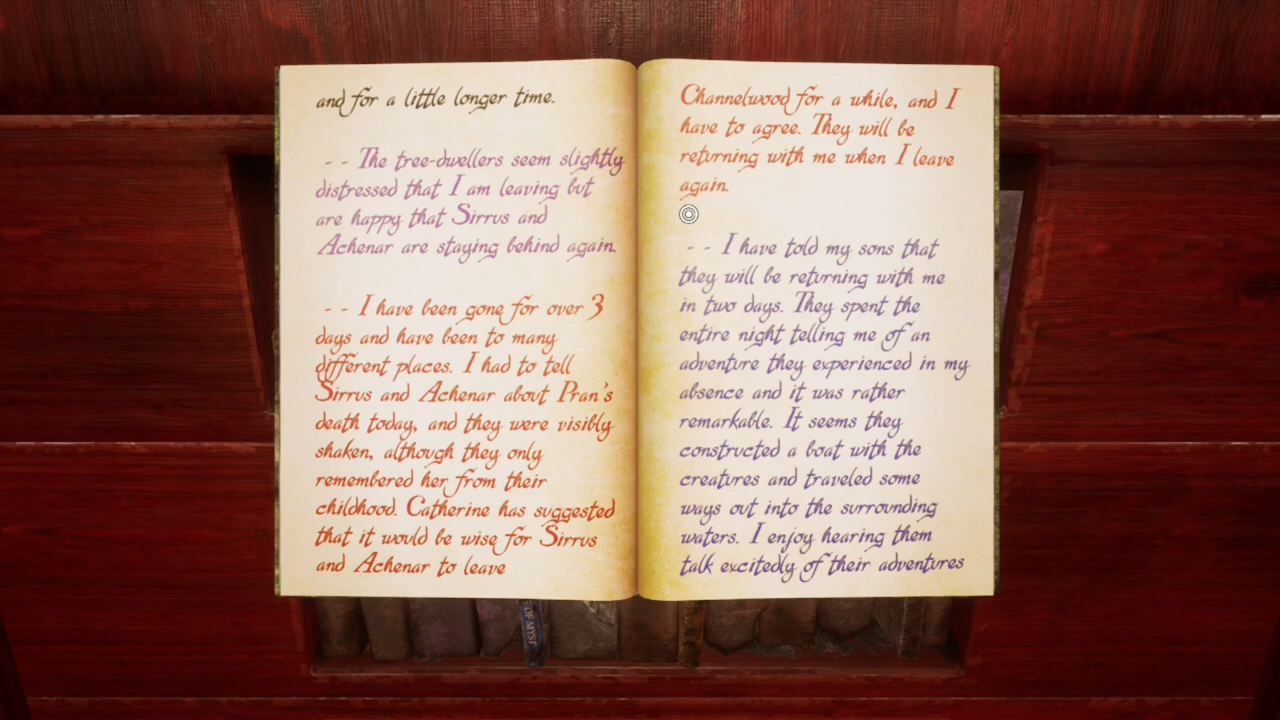 and for a little longer time.
- - The tree-dwellers seem slightly
distressed that I am leaving but
are happy that Sirrus and
Achenar are staying behind again.
- - I have been gone for over 3
days and have been to many
different places. I had to tell
Sirrus and Achenar about Pran's
death today, and they were visibly
shaken, although they only
remembered her from their
childhood. Catherine has suggested
that it would be wise for Sirrus
and Achenar to leave
Channelwood for a while, and I
have to agree. They will be
returning with me when I leave
again.
- - I have told my sons that
they will be returning with me
in two days. They spent the
entire night telling me of an
adventure they experienced in my
absence and it was rather
remarkable. It seems they
constructed a boat with the
creatures and traveled some
ways out into the surrounding
waters. I enjoy hearing them
talk excitedly of their adventures
OF MYST